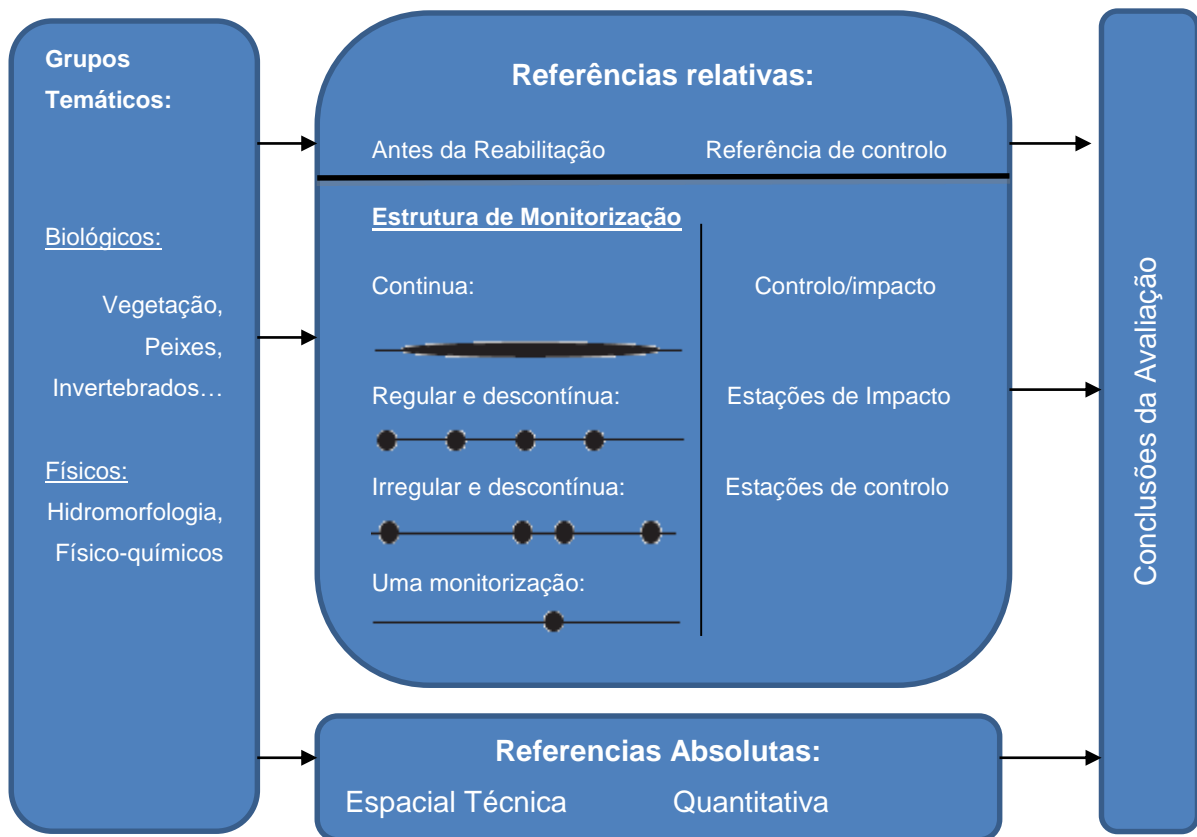 Grupos
Temáticos:
Biológicos:
Vegetação,
Peixes,
Invertebrados…
Físicos:
Hidromorfologia,
Físico-químicos
Referências relativas:
Antes da Reabilitação
Referência de controlo
Estrutura de Monitorização
Continua:
Regular e descontínua:
Irregular e descontínua:
Uma monitorização:
Controlo/impacto
Estações de Impacto
Estações de controlo
Referencias Absolutas:
Espacial Técnica
Quantitativa
Conclusões da Avaliação